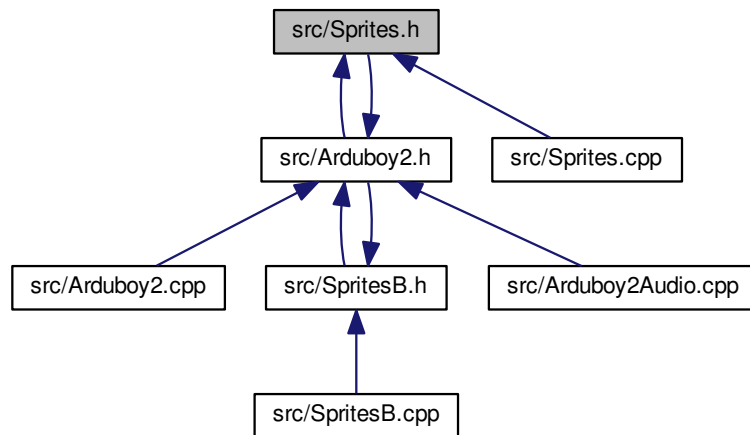 src/Sprites.h
src/Arduboy2.h
src/Sprites.cpp
src/Arduboy2.cpp
src/SpritesB.h
src/Arduboy2Audio.cpp
src/SpritesB.cpp